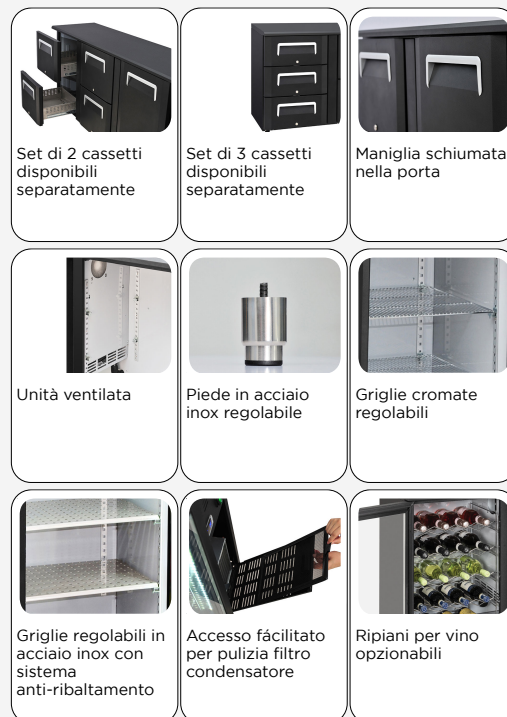 Set di 2 cassetti
disponibili
separatamente
Set di 3 cassetti
disponibili
separatamente
Maniglia schiumata
nella porta
Unità ventilata
Piede in acciaio
inox regolabile
Griglie cromate
regolabili
Griglie regolabili in
acciaio inox con
sistema
anti-ribaltamento
Accesso fácilitato
per pulizia filtro
condensatore
Ripiani per vino
opzionabili